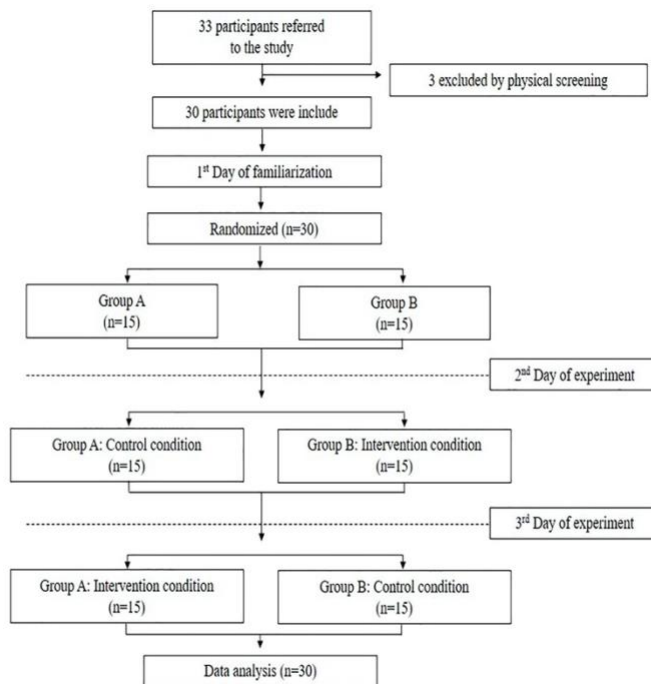 33 participants referred
to the study
3 excluded by physical screening
30 participants were include
1st Day of familiarization
Randomized (n=30)
Group A
(n=15)
Group B
(n=15)
2nd Day of experiment
Group A: Control condition
(n=15)
Group B: Intervention condition
(n=15)
3rd Day of experiment
Group A: Intervention condition
(n=15)
Group B: Control condition
(n=15)
Data analysis (n=30)